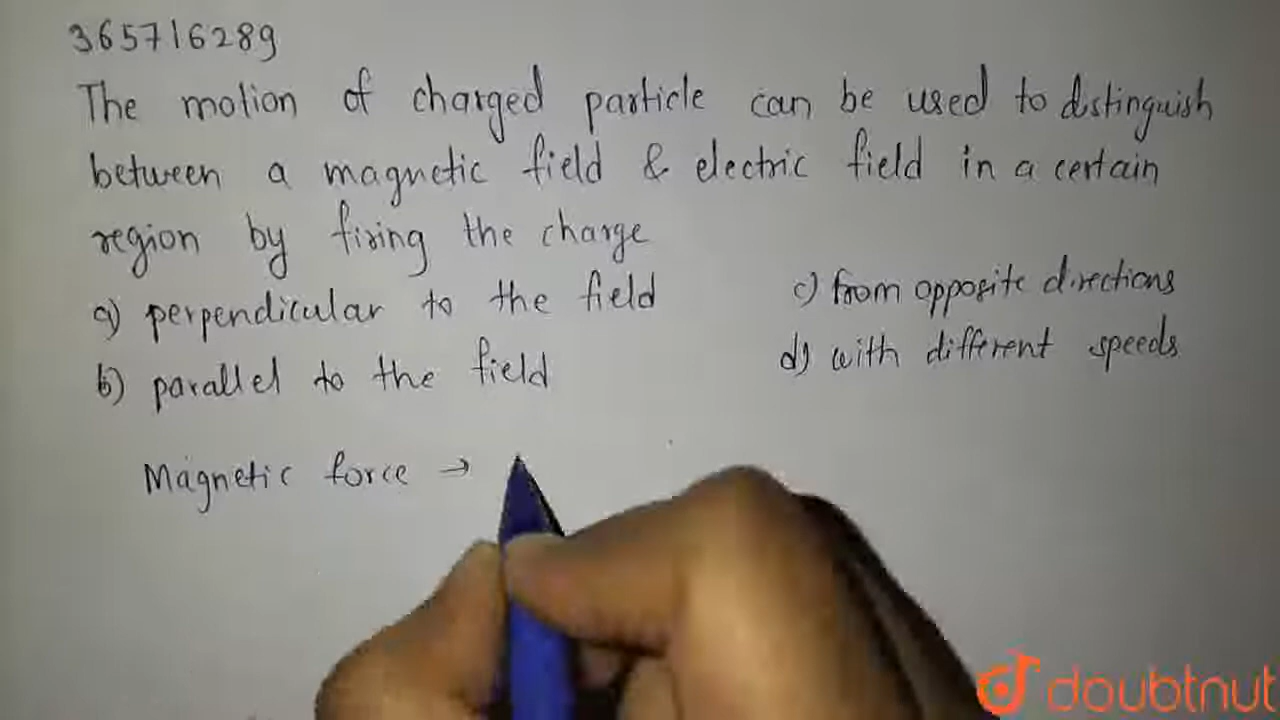 365716289
The motion of charged particle can be used to distinguish
between a magnetic field & electric field in a certain
region by firing the charge
a) perpendicular to the field
b) parallel to the field
c) from opposite directions
d) with different speeds
Magnetic force →
doubtnut